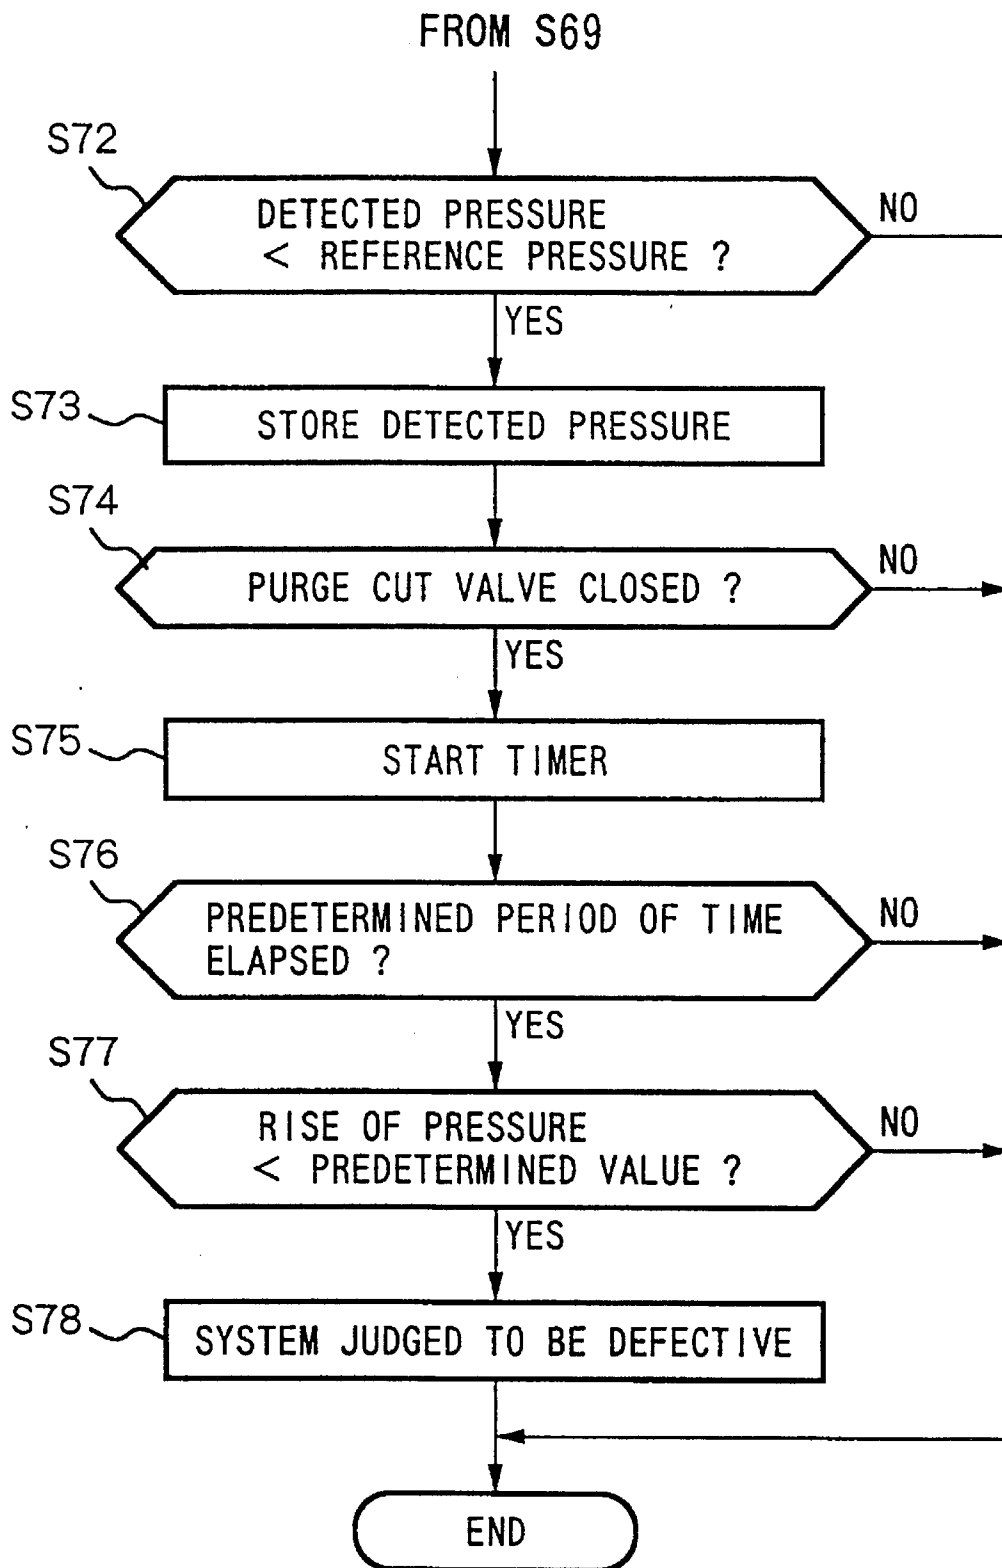 FROM S69
S72
DETECTED PRESSURE
< REFERENCE PRESSURE ?
NO
YES
S73
STORE DETECTED PRESSURE
S74
PURGE CUT VALVE CLOSED ?
NO
YES
S75
START TIMER
S76
PREDETERMINED PERIOD OF TIME
ELAPSED ?
NO
YES
S77
RISE OF PRESSURE
< PREDETERMINED VALUE ?
NO
YES
S78
SYSTEM JUDGED TO BE DEFECTIVE
END